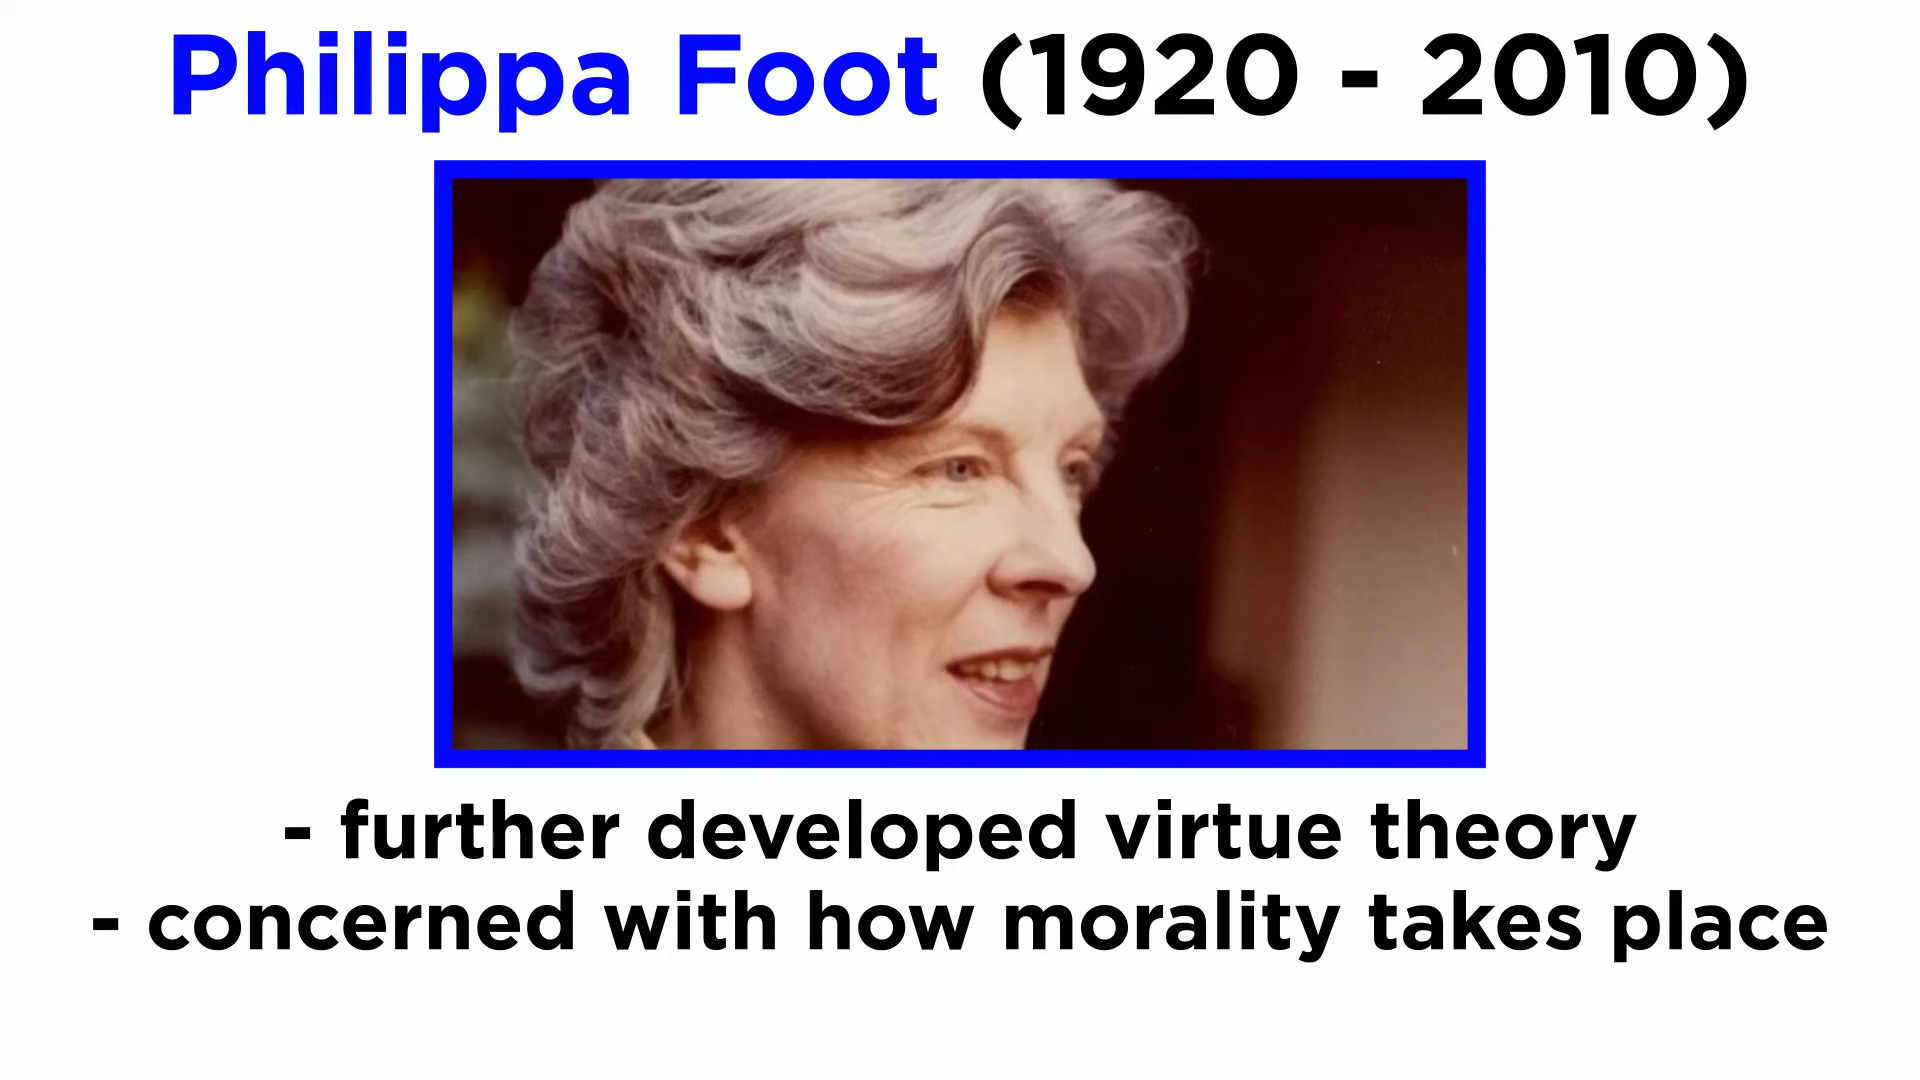 Philippa Foot (1920 - 2010)
- further developed virtue theory
- concerned with how morality takes place